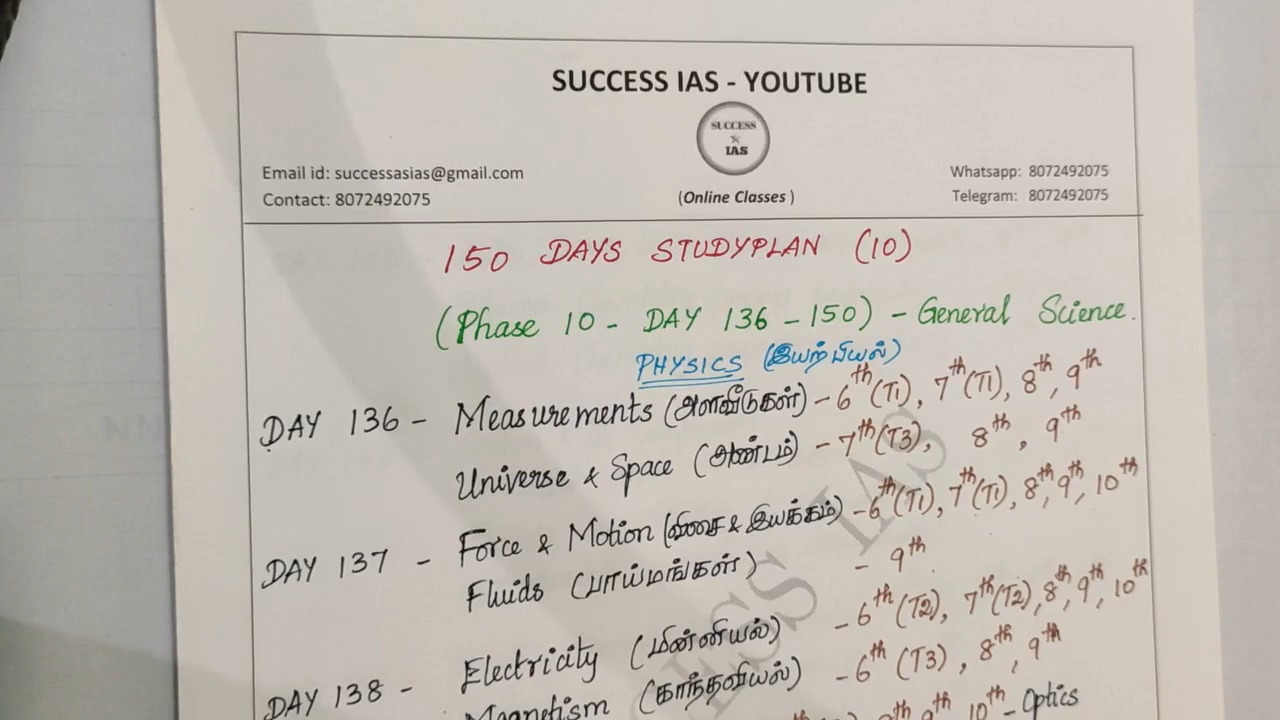 SUCCESS IAS - YOUTUBE
SUCCESS
IAS
Email id: successasias@gmail.com
Whatsapp: 8072492075
Contact: 8072492075
(Online Classes)
Telegram: 8072492075
150 DAYS STUDYPLAN (10)
(Phase 10 - DAY 136 - 150) - General Science.
PHYSICS (இயற்பியல்)
DAY 136 - Measurements (அளவீடுகள்) - 6th (T1), 7th (T1), 8th, 9th
Universe & Space (அண்டம்) - 7th (T3), 8th, 9th
DAY 137 - Force & Motion (விசை & இயக்கம்) - 6th (T1), 7th (T1), 8th, 9th, 10th
Fluids (பாய்மங்கள்) - 9th
DAY 138 - Electricity (மின்னியல்) - 6th (T2), 7th (T2), 8th, 9th, 10th
Magnetism (காந்தவியல்) - 6th (T3), 8th, 9th
9th 10th - Optics
ESS IAS